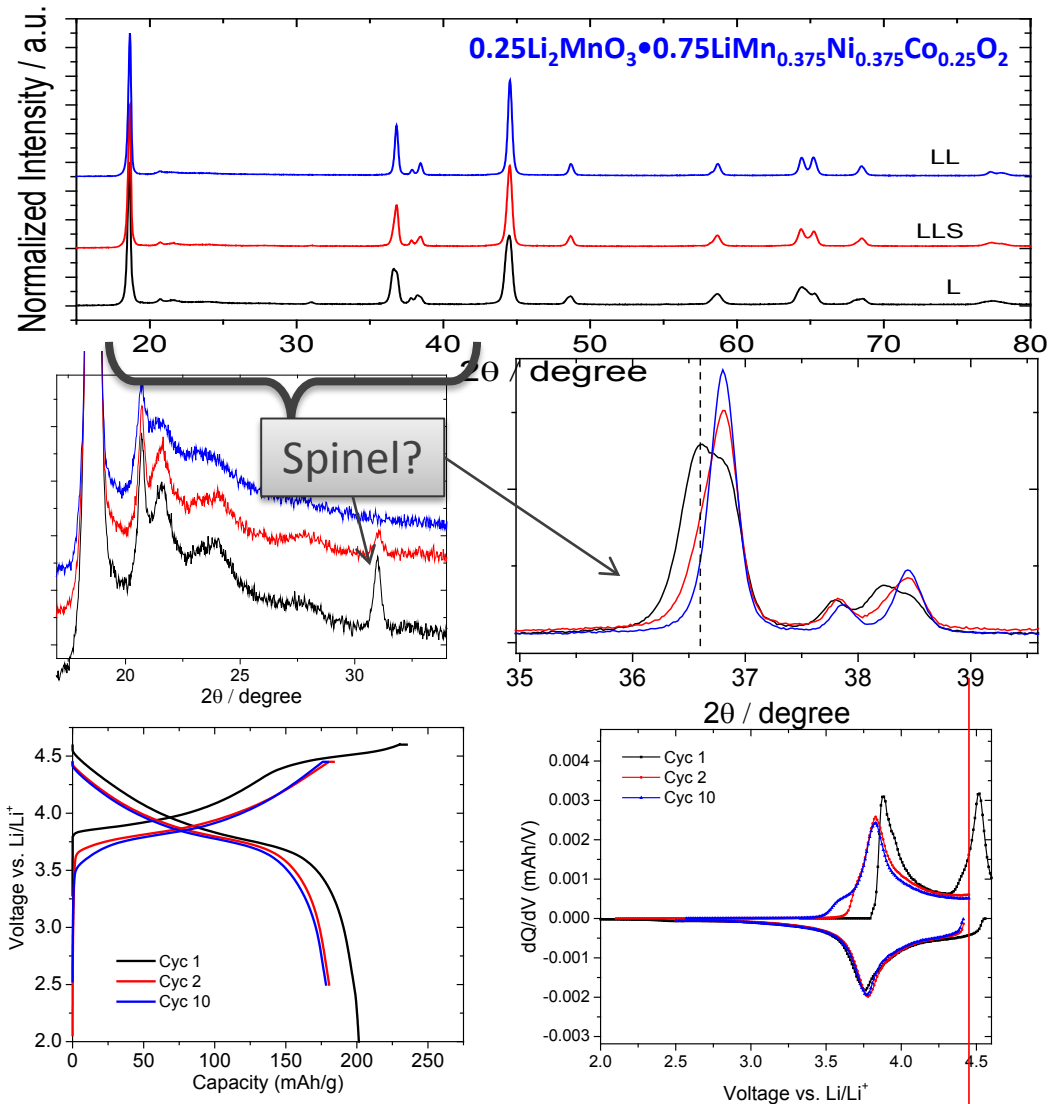 0.25Li₂MnO₃•0.75LiMn₀.₃₇₅Ni₀.₃₇₅Co₀.₂₅O₂
Normalized Intensity / a.u.
LL
LLS
L
20 30 40 50 60 70 80
2θ / degree
Spinel?
20 25 30
2θ / degree
35 36 37 38 39
2θ / degree
4.5
4.0
3.5
3.0
2.5
2.0
Voltage vs. Li/Li⁺
Cyc 1
Cyc 2
Cyc 10
0 50 100 150 200 250
Capacity (mAh/g)
0.004
0.003
0.002
0.001
0.000
-0.001
-0.002
-0.003
dQ/dV (mAh/V)
Cyc 1
Cyc 2
Cyc 10
2.0 2.5 3.0 3.5 4.0 4.5
Voltage vs. Li/Li⁺